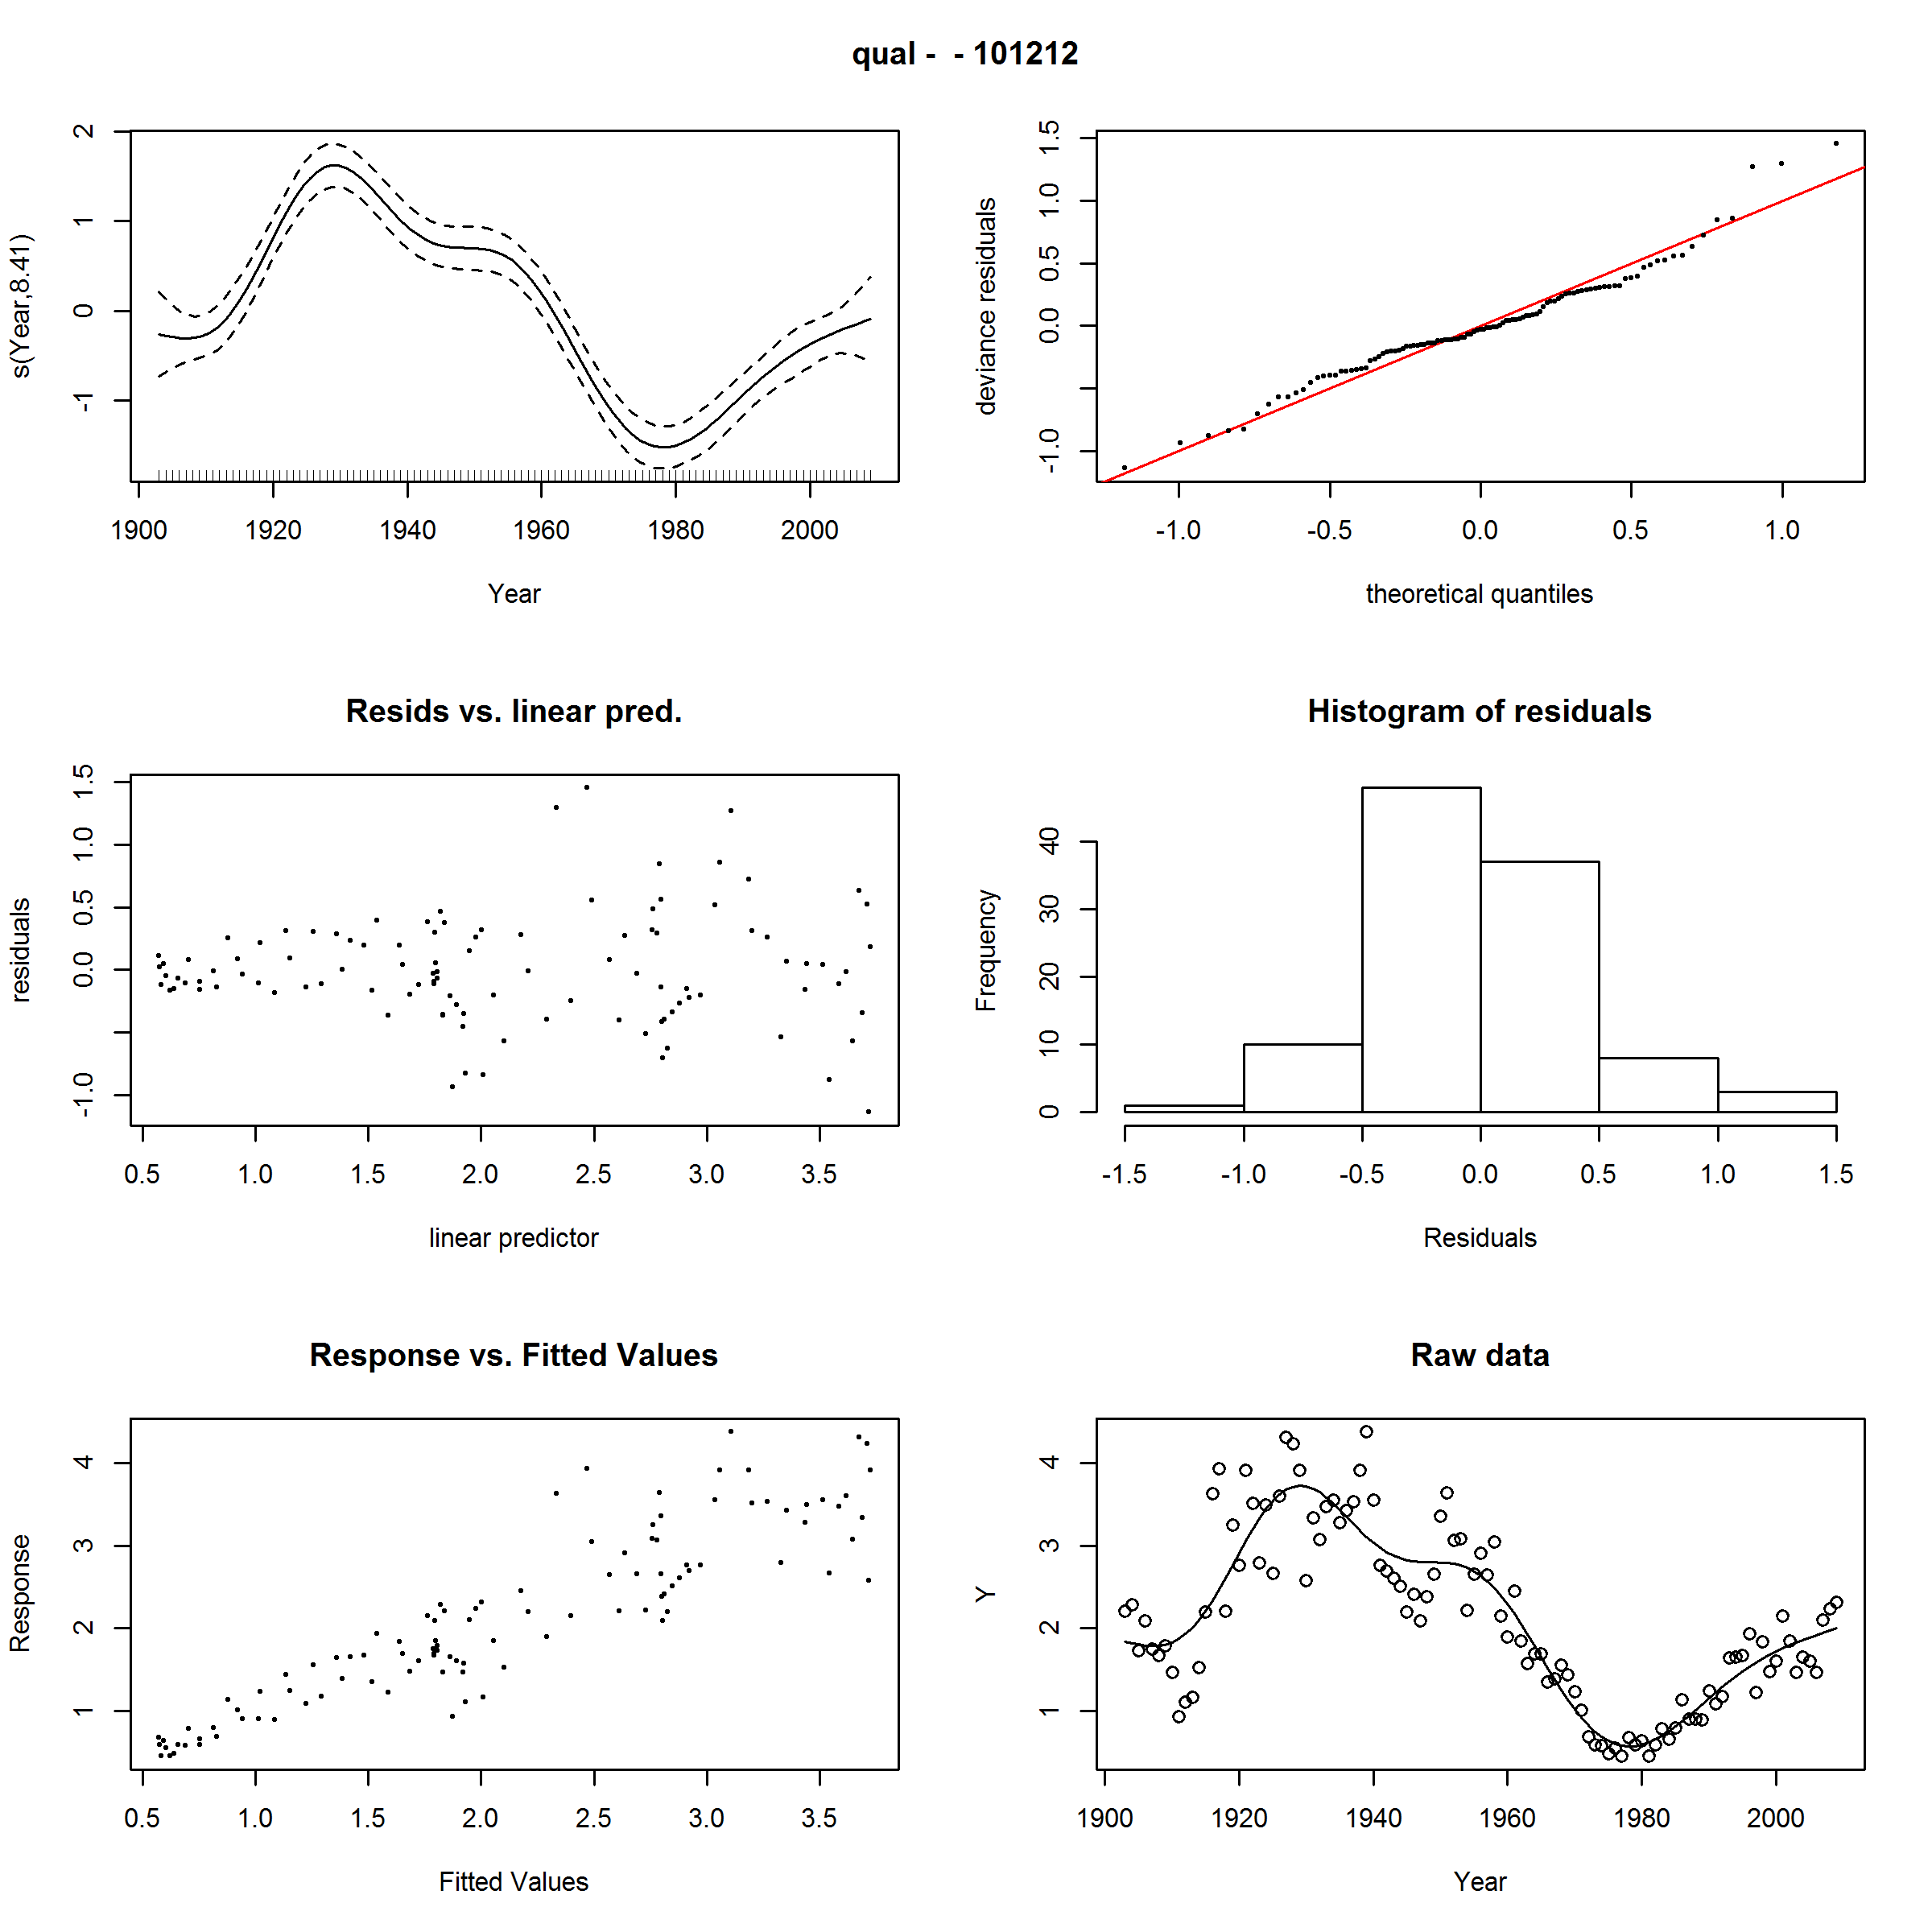 qual -  - 101212
s(Year,8.41)
2
1
0
-1
1900 1920 1940 1960 1980 2000
Year
deviance residuals
1.5
1.0
0.5
0.0
-1.0
-1.0 -0.5 0.0 0.5 1.0
theoretical quantiles
Resids vs. linear pred.
residuals
1.5
1.0
0.5
0.0
-1.0
0.5 1.0 1.5 2.0 2.5 3.0 3.5
linear predictor
Histogram of residuals
Frequency
40
30
20
10
0
-1.5 -1.0 -0.5 0.0 0.5 1.0 1.5
Residuals
Response vs. Fitted Values
Response
4
3
2
1
0.5 1.0 1.5 2.0 2.5 3.0 3.5
Fitted Values
Raw data
Y
4
3
2
1
1900 1920 1940 1960 1980 2000
Year